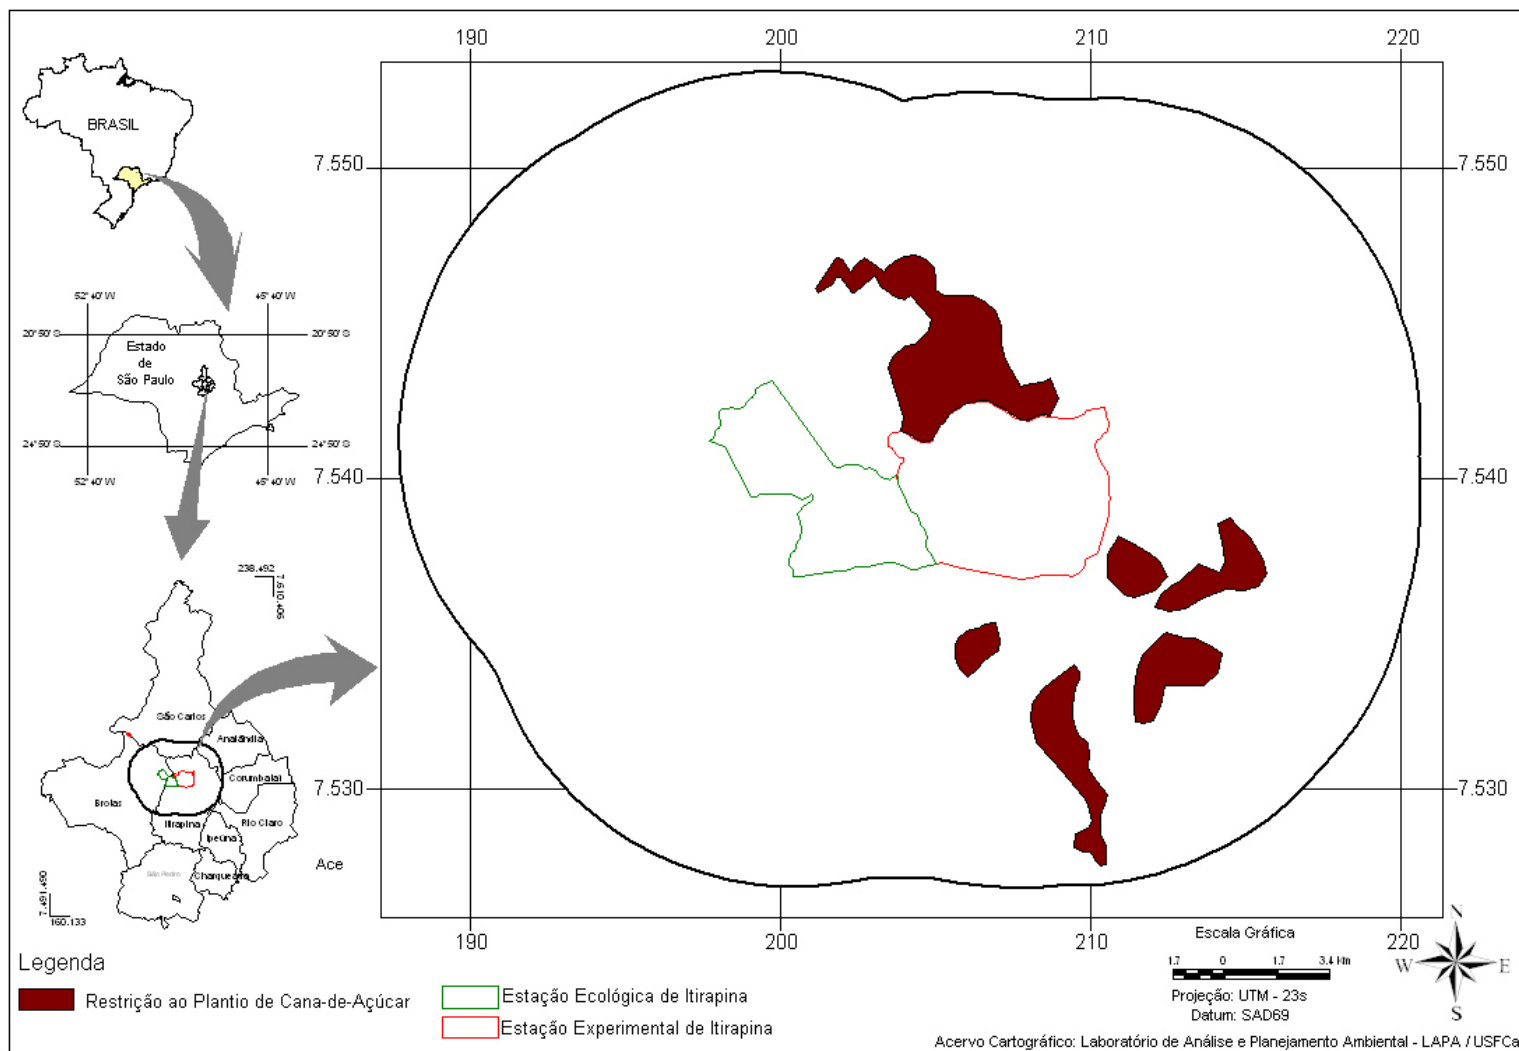 190
200
210
220
BRASIL
7.550
7.550
52° 40' W
45° 40' W
20° 50' S
20° 50' S
Estado
de
São Paulo
24° 50' S
24° 50' S
52° 40' W
45° 40' W
7.540
7.540
238.492
7.610.406
São Carlos
Analândia
Corumbataí
Brotas
7.530
7.530
Itirapina
Rio Claro
Ipeúna
Ace
São Pedro
Charqueada
7.491.490
160.133
190
200
210
220
Escala Gráfica
N
W
E
S
1.7 0 1.7 3.4 Km
Legenda
Projeção: UTM - 23s
Datum: SAD69
Restrição ao Plantio de Cana-de-Açúcar
Estação Ecológica de Itirapina
Estação Experimental de Itirapina
Acervo Cartográfico: Laboratório de Análise e Planejamento Ambiental - LAPA / USFCa